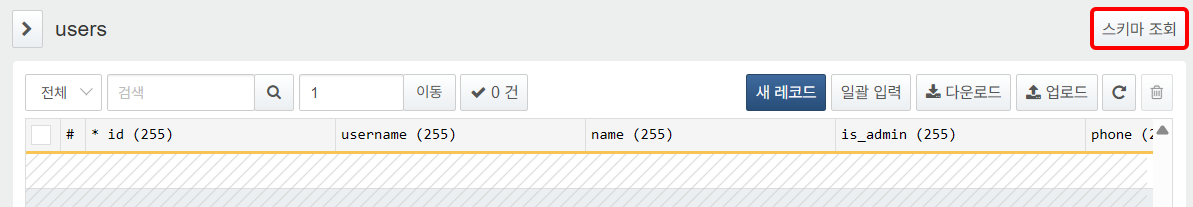 users 스키마 조회
전체 검색 1 이동 0 건 새 레코드 일괄 입력 다운로드 업로드
# * id (255) username (255) name (255) is_admin (255) phone (2